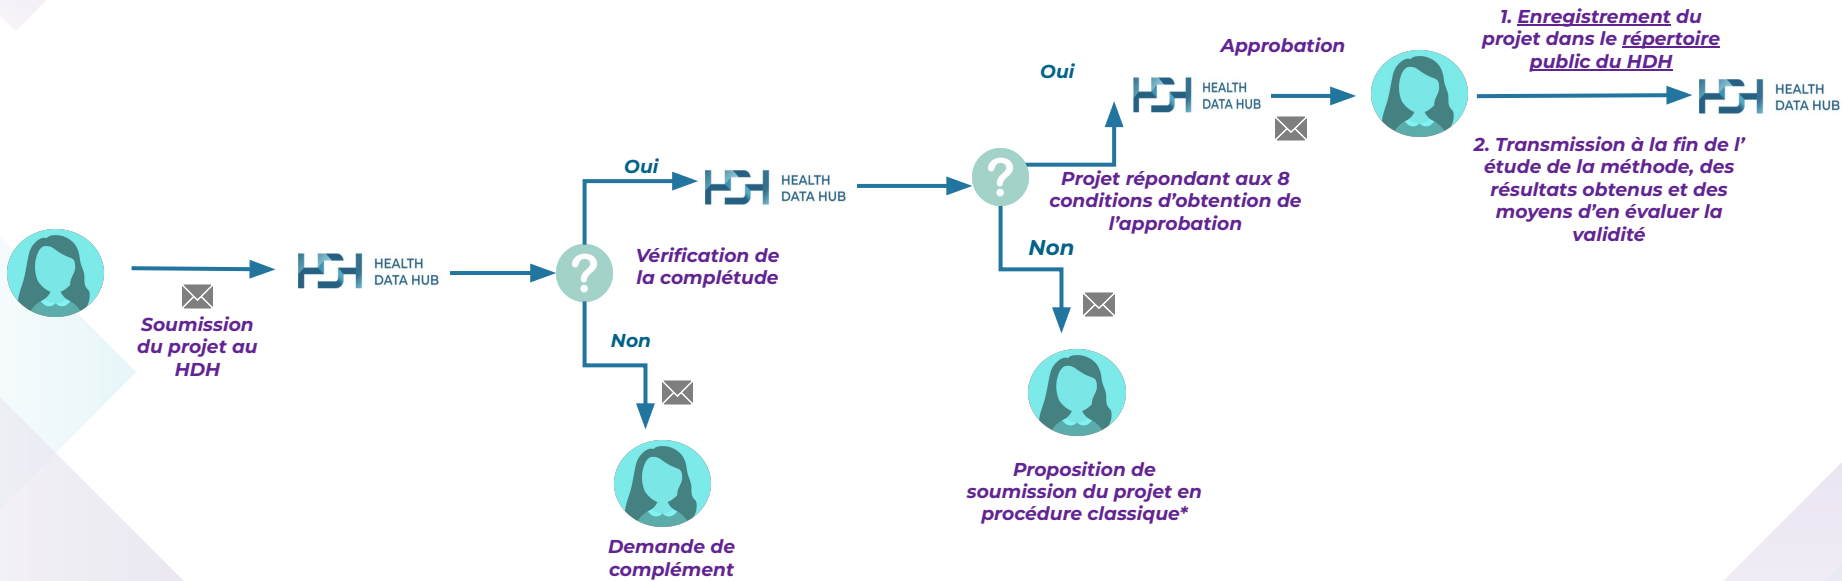 Soumission
du projet au
HDH
HEALTH
DATA HUB
Vérification de
la complétude
Oui
Non
Demande de
complément
HEALTH
DATA HUB
Projet répondant aux 8
conditions d’obtention de
l’approbation
Oui
Non
Proposition de
soumission du projet en
procédure classique*
HEALTH
DATA HUB
Approbation
1. Enregistrement du
projet dans le répertoire
public du HDH
2. Transmission à la fin de l’
étude de la méthode, des
résultats obtenus et des
moyens d’en évaluer la
validité
HEALTH
DATA HUB